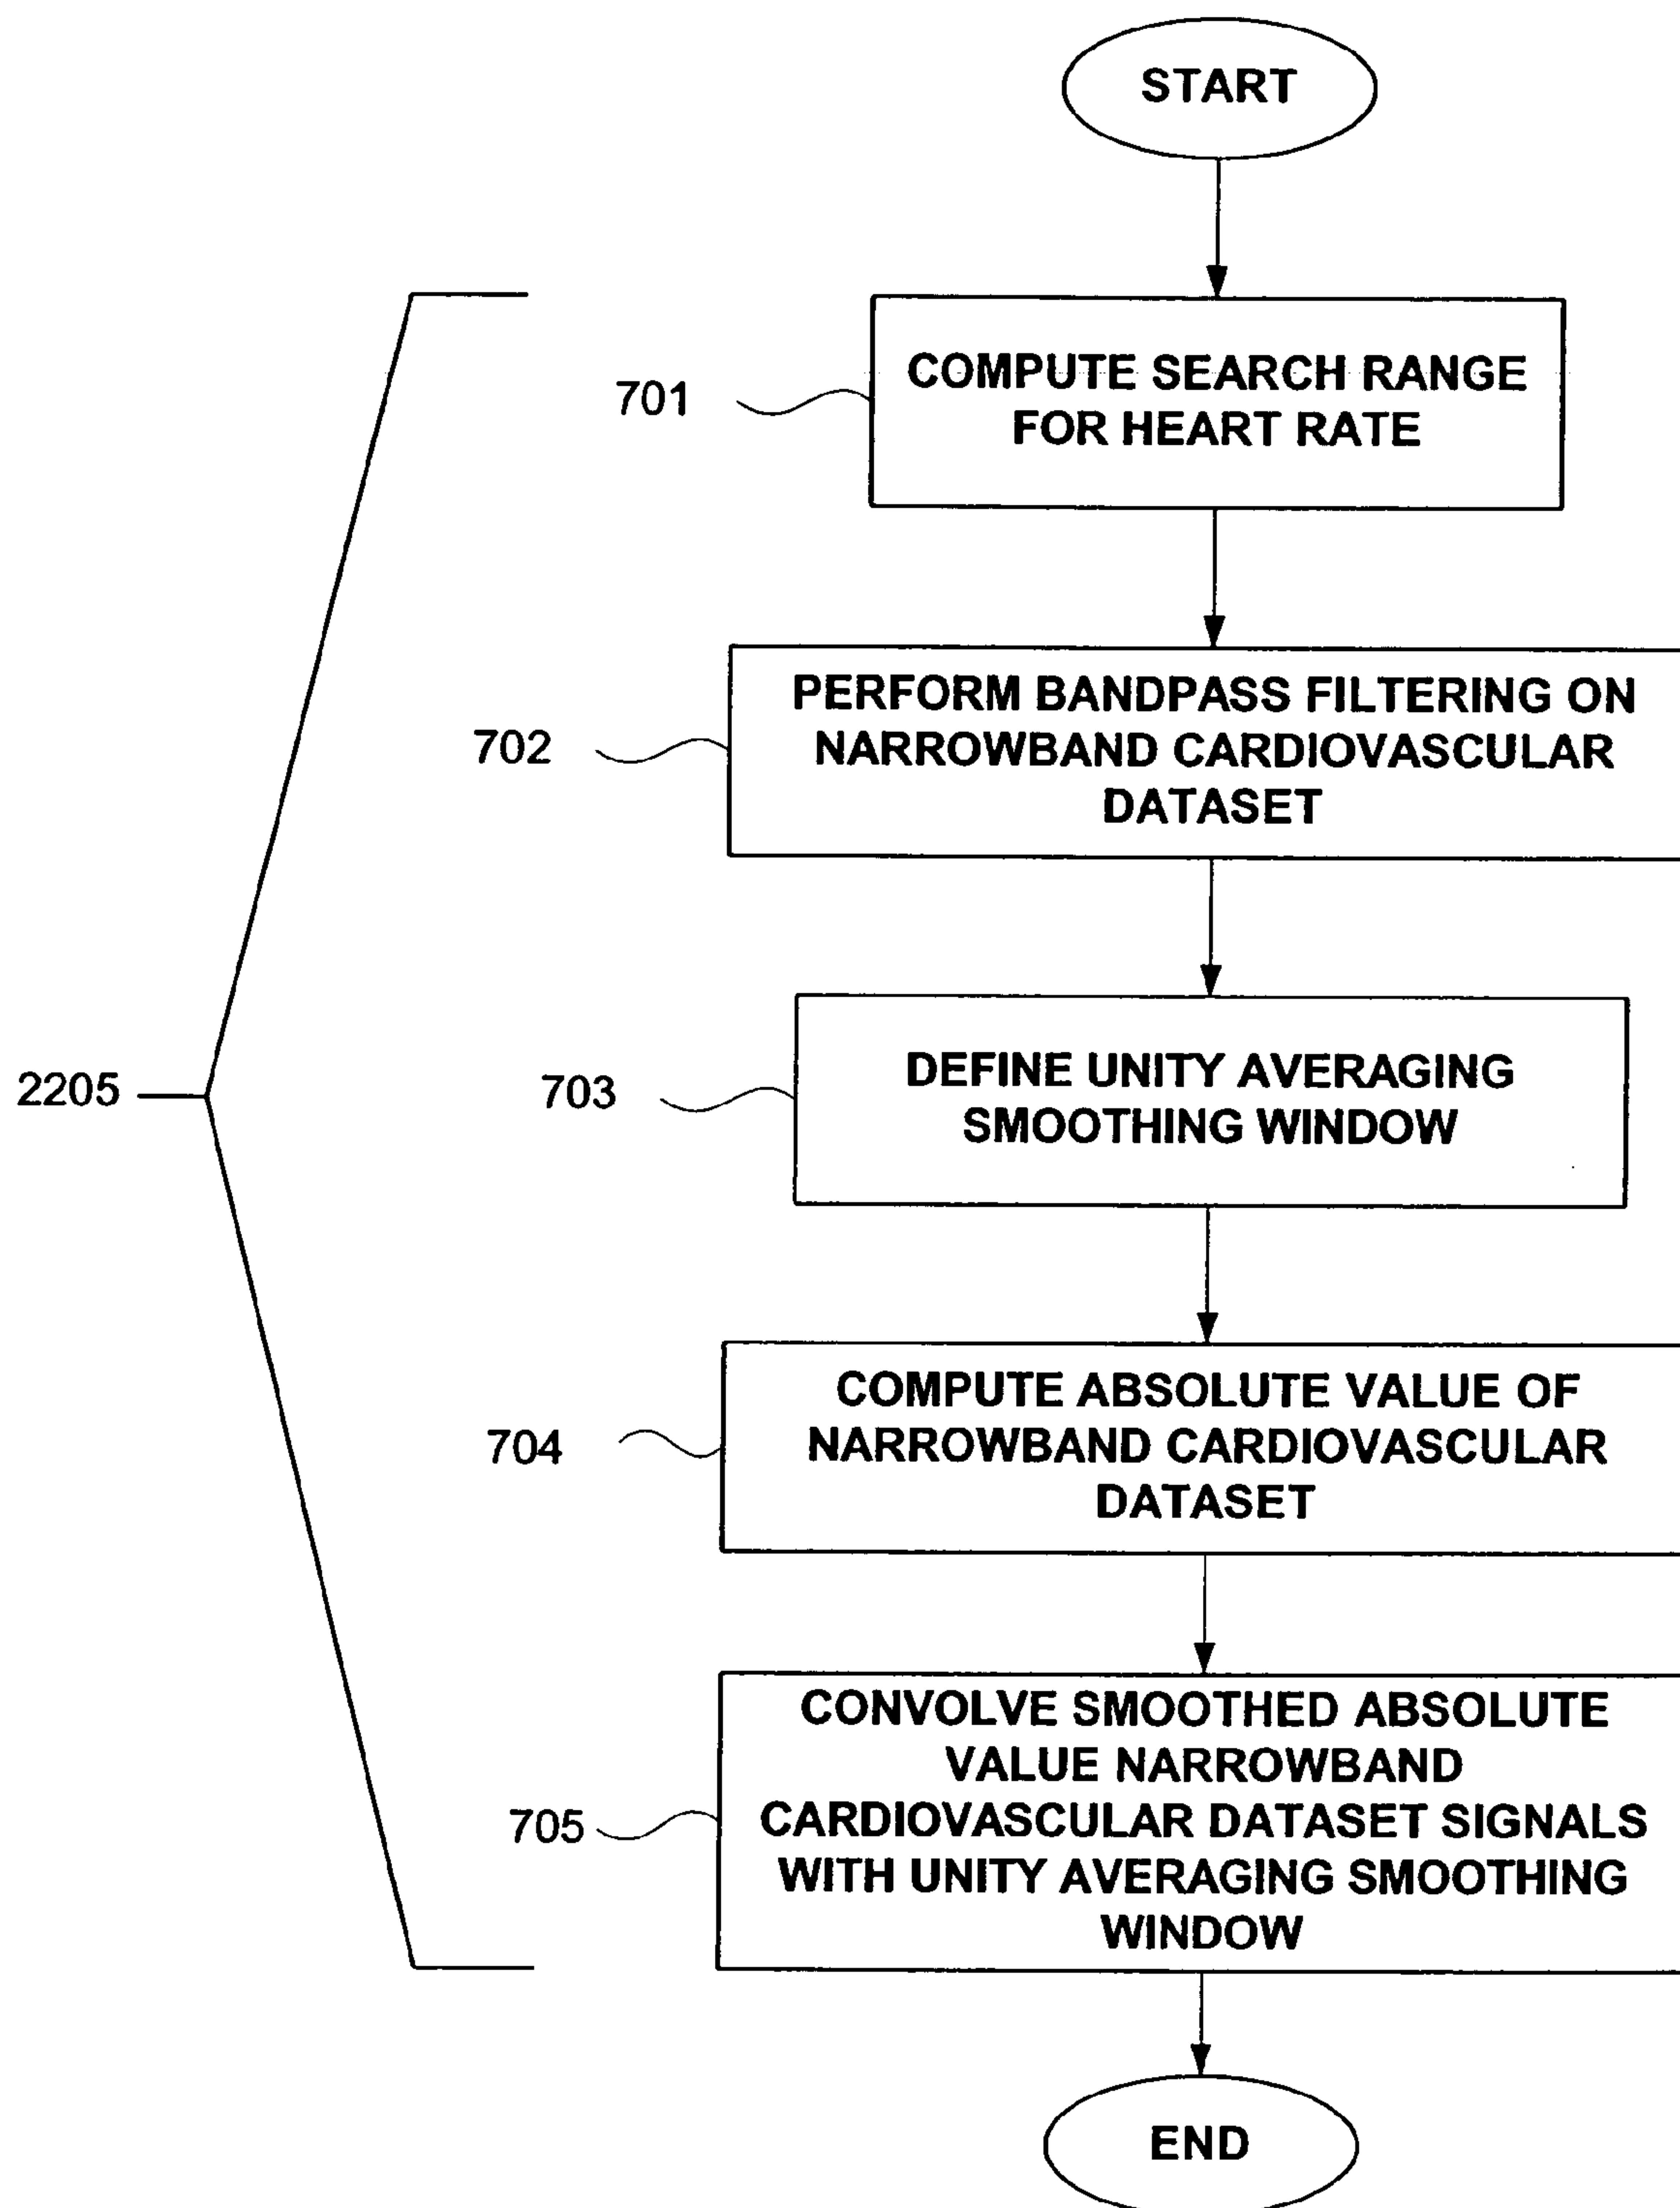 START
COMPUTE SEARCH RANGE
FOR HEART RATE
701
PERFORM BANDPASS FILTERING ON
NARROWBAND CARDIOVASCULAR
DATASET
702
DEFINE UNITY AVERAGING
SMOOTHING WINDOW
703
2205
COMPUTE ABSOLUTE VALUE OF
NARROWBAND CARDIOVASCULAR
DATASET
704
CONVOLVE SMOOTHED ABSOLUTE
VALUE NARROWBAND
CARDIOVASCULAR DATASET SIGNALS
WITH UNITY AVERAGING SMOOTHING
WINDOW
705
END